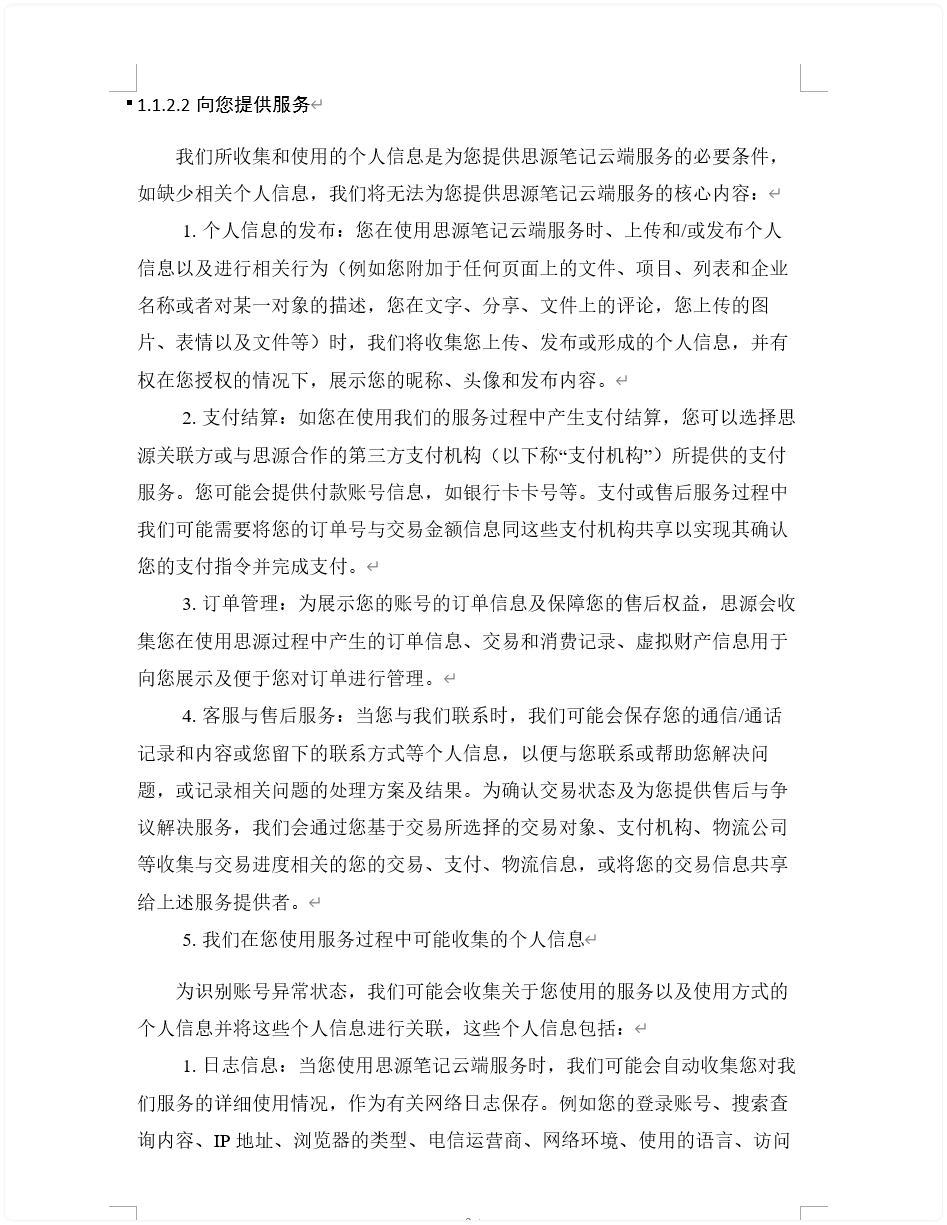 1.1.2.2 向您提供服务
我们所收集和使用的个人信息是为您提供思源笔记云端服务的必要条件，
如缺少相关个人信息，我们将无法为您提供思源笔记云端服务的核心内容：
1. 个人信息的发布：您在使用思源笔记云端服务时、上传和/或发布个人
信息以及进行相关行为（例如您附加于任何页面上的文件、项目、列表和企业
名称或者对某一对象的描述，您在文字、分享、文件上的评论，您上传的图
片、表情以及文件等）时，我们将收集您上传、发布或形成的个人信息，并有
权在您授权的情况下，展示您的昵称、头像和发布内容。
2. 支付结算：如您在使用我们的服务过程中产生支付结算，您可以选择思
源关联方或与思源合作的第三方支付机构（以下称“支付机构”）所提供的支付
服务。您可能会提供付款账号信息，如银行卡卡号等。支付或售后服务过程中
我们可能需要将您的订单号与交易金额信息同这些支付机构共享以实现其确认
您的支付指令并完成支付。
3. 订单管理：为展示您的账号的订单信息及保障您的售后权益，思源会收
集您在使用思源过程中产生的订单信息、交易和消费记录、虚拟财产信息用于
向您展示及便于您对订单进行管理。
4. 客服与售后服务：当您与我们联系时，我们可能会保存您的通信/通话
记录和内容或您留下的联系方式等个人信息，以便与您联系或帮助您解决问
题，或记录相关问题的处理方案及结果。为确认交易状态及为您提供售后与争
议解决服务，我们会通过您基于交易所选择的交易对象、支付机构、物流公司
等收集与交易进度相关的您的交易、支付、物流信息，或将您的交易信息共享
给上述服务提供者。
5. 我们在您使用服务过程中可能收集的个人信息
为识别账号异常状态，我们可能会收集关于您使用的服务以及使用方式的
个人信息并将这些个人信息进行关联，这些个人信息包括：
1. 日志信息：当您使用思源笔记云端服务时，我们可能会自动收集您对我
们服务的详细使用情况，作为有关网络日志保存。例如您的登录账号、搜索查
询内容、IP 地址、浏览器的类型、电信运营商、网络环境、使用的语言、访问